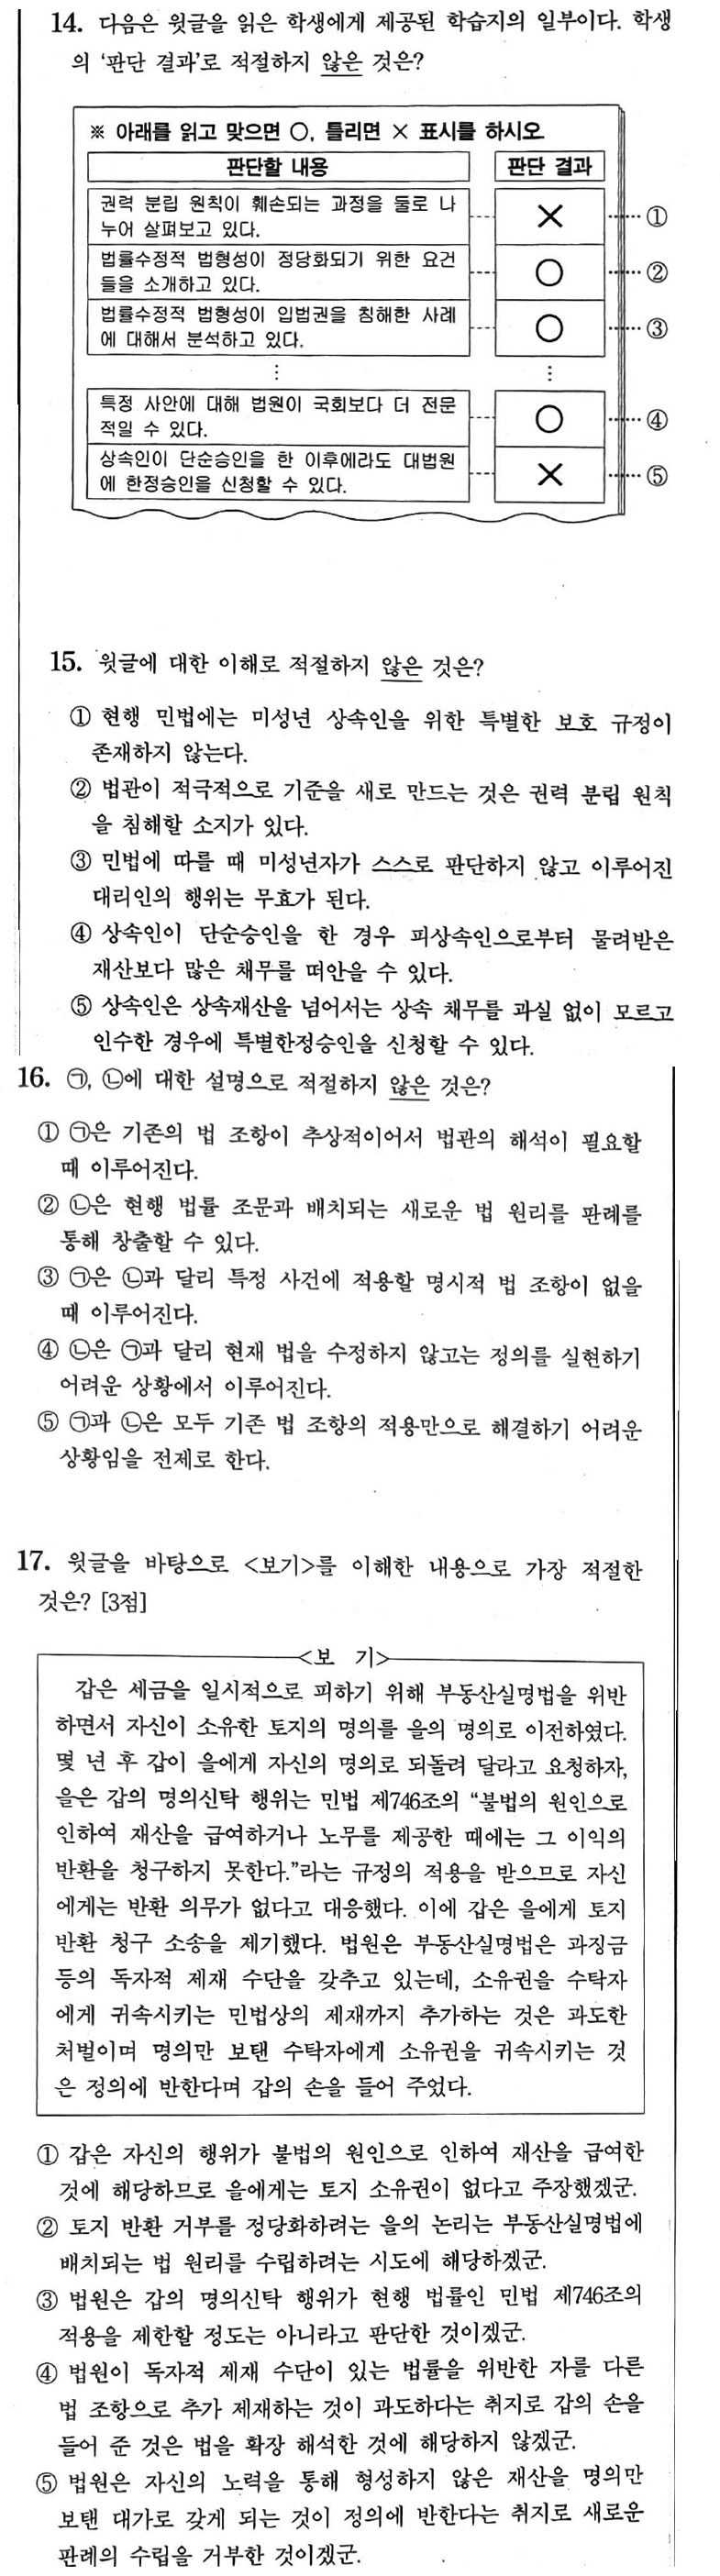 14. 다음은 윗글을 읽은 학생에게 제공된 학습지의 일부이다. 학생
의 '판단 결과'로 적절하지 않은 것은?
※ 아래를 읽고 맞으면 ○, 틀리면 × 표시를 하시오.
판단할 내용 판단 결과
권력 분립 원칙이 훼손되는 과정을 둘로 나
누어 살펴보고 있다. × ①
법률수정적 법형성이 정당화되기 위한 요건
들을 소개하고 있다. ○ ②
법률수정적 법형성이 입법권을 침해한 사례
에 대해서 분석하고 있다. ○ ③
⋮ ⋮
특정 사안에 대해 법원이 국회보다 더 전문
적일 수 있다. ○ ④
상속인이 단순승인을 한 이후에라도 대법원
에 한정승인을 신청할 수 있다. × ⑤
15. 윗글에 대한 이해로 적절하지 않은 것은?
① 현행 민법에는 미성년 상속인을 위한 특별한 보호 규정이
존재하지 않는다.
② 법관이 적극적으로 기준을 새로 만드는 것은 권력 분립 원칙
을 침해할 소지가 있다.
③ 민법에 따를 때 미성년자가 스스로 판단하지 않고 이루어진
대리인의 행위는 무효가 된다.
④ 상속인이 단순승인을 한 경우 피상속인으로부터 물려받은
재산보다 많은 채무를 떠안을 수 있다.
⑤ 상속인은 상속재산을 넘어서는 상속 채무를 과실 없이 모르고
인수한 경우에 특별한정승인을 신청할 수 있다.
16. ㉠, ㉡에 대한 설명으로 적절하지 않은 것은?
① ㉠은 기존의 법 조항이 추상적이어서 법관의 해석이 필요할
때 이루어진다.
② ㉡은 현행 법률 조문과 배치되는 새로운 법 원리를 판례를
통해 창출할 수 있다.
③ ㉠은 ㉡과 달리 특정 사건에 적용할 명시적 법 조항이 없을
때 이루어진다.
④ ㉡은 ㉠과 달리 현재 법을 수정하지 않고는 정의를 실현하기
어려운 상황에서 이루어진다.
⑤ ㉠과 ㉡은 모두 기존 법 조항의 적용만으로 해결하기 어려운
상황임을 전제로 한다.
17. 윗글을 바탕으로 <보기>를 이해한 내용으로 가장 적절한
것은? [3점]
<보 기>
갑은 세금을 일시적으로 피하기 위해 부동산실명법을 위반
하면서 자신이 소유한 토지의 명의를 을의 명의로 이전하였다.
몇 년 후 갑이 을에게 자신의 명의로 되돌려 달라고 요청하자,
을은 갑의 명의신탁 행위는 민법 제746조의 “불법의 원인으로
인하여 재산을 급여하거나 노무를 제공한 때에는 그 이익의
반환을 청구하지 못한다.”라는 규정의 적용을 받으므로 자신
에게는 반환 의무가 없다고 대응했다. 이에 갑은 을에게 토지
반환 청구 소송을 제기했다. 법원은 부동산실명법은 과징금
등의 독자적 제재 수단을 갖추고 있는데, 소유권을 수탁자
에게 귀속시키는 민법상의 제재까지 추가하는 것은 과도한
처벌이며 명의만 보탠 수탁자에게 소유권을 귀속시키는 것
은 정의에 반한다며 갑의 손을 들어 주었다.
① 갑은 자신의 행위가 불법의 원인으로 인하여 재산을 급여한
것에 해당하므로 을에게는 토지 소유권이 없다고 주장했겠군.
② 토지 반환 거부를 정당화하려는 을의 논리는 부동산실명법에
배치되는 법 원리를 수립하려는 시도에 해당하겠군.
③ 법원은 갑의 명의신탁 행위가 현행 법률인 민법 제746조의
적용을 제한할 정도는 아니라고 판단한 것이겠군.
④ 법원이 독자적 제재 수단이 있는 법률을 위반한 자를 다른
법 조항으로 추가 제재하는 것이 과도하다는 취지로 갑의 손을
들어 준 것은 법을 확장 해석한 것에 해당하지 않겠군.
⑤ 법원은 자신의 노력을 통해 형성하지 않은 재산을 명의만
보탠 대가로 갖게 되는 것이 정의에 반한다는 취지로 새로운
판례의 수립을 거부한 것이겠군.